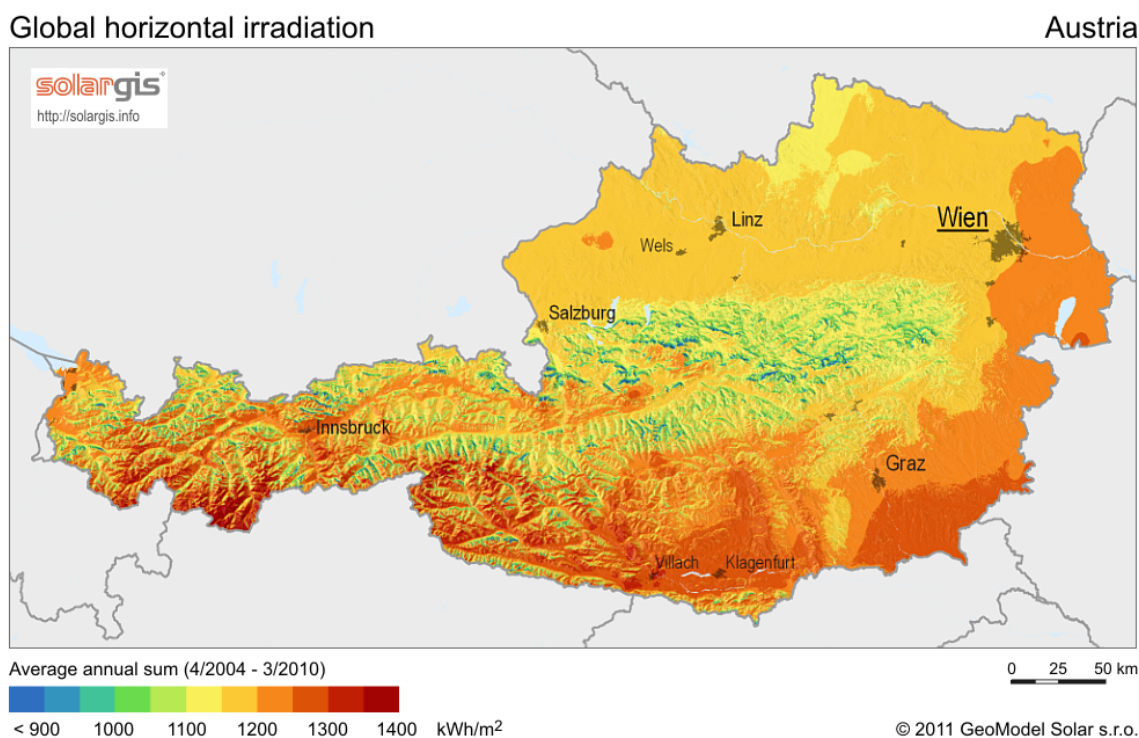 Global horizontal irradiation
Austria
solargis
http://solargis.info
Linz
Wels
Wien
Salzburg
Innsbruck
Graz
Villach
Klagenfurt
Average annual sum (4/2004 - 3/2010)
0 25 50 km
< 900 1000 1100 1200 1300 1400 kWh/m²
© 2011 GeoModel Solar s.r.o.